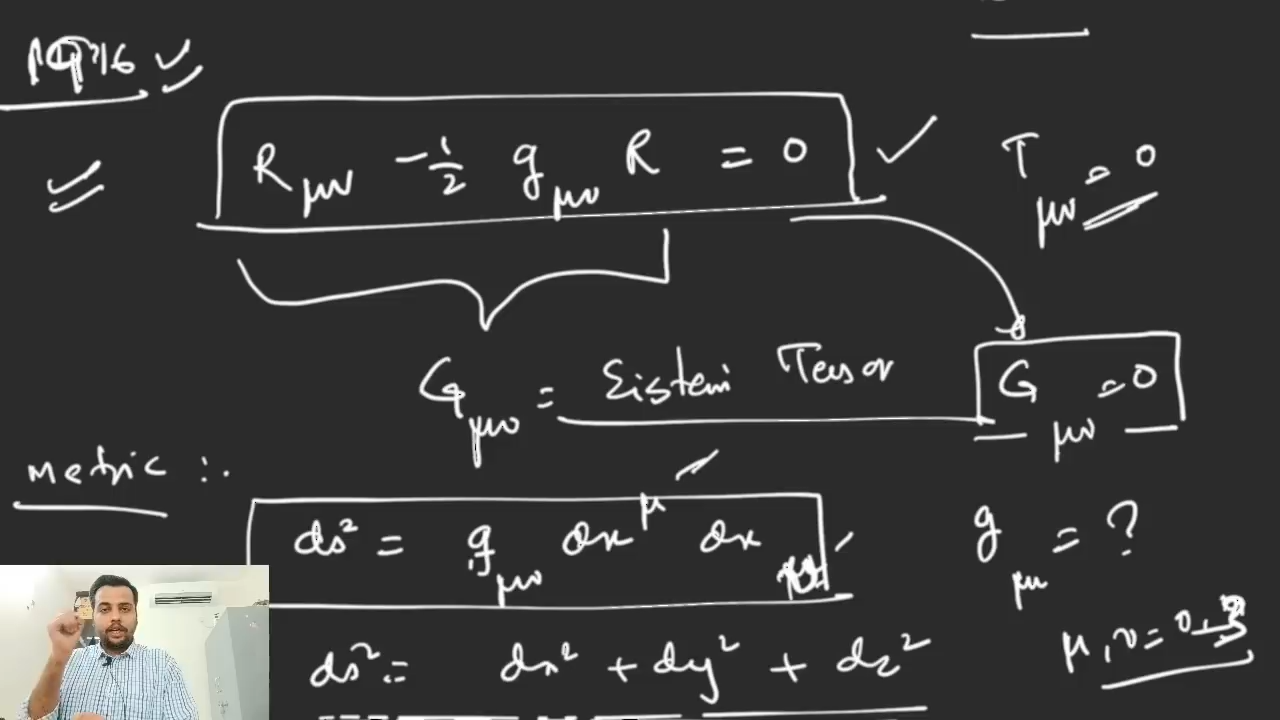 1916
R_μν - 1/2 g_μν R = 0
T_μν = 0
G_μν = Eistein Tensor
G_μν = 0
Metric :.
ds² = g_μν dx^μ dx
g_μν = ?
μ, ν = 0
ds² = dx² + dy² + dz²